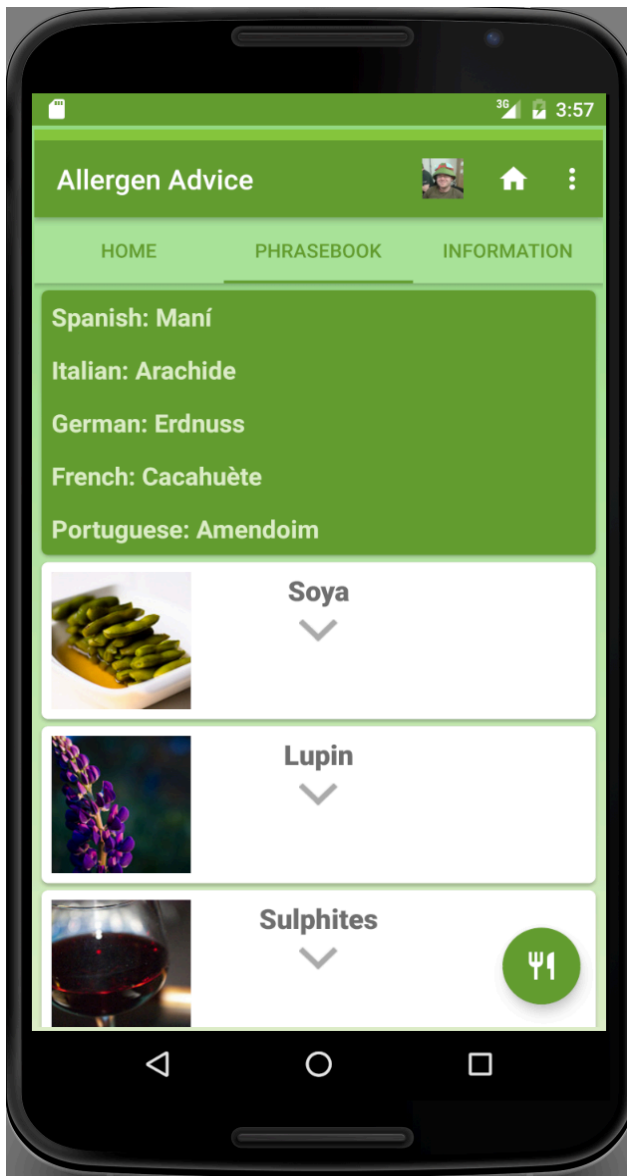 3G 3:57
Allergen Advice
HOME PHRASEBOOK INFORMATION
Spanish: Maní
Italian: Arachide
German: Erdnuss
French: Cacahuète
Portuguese: Amendoim
Soya
Lupin
Sulphites